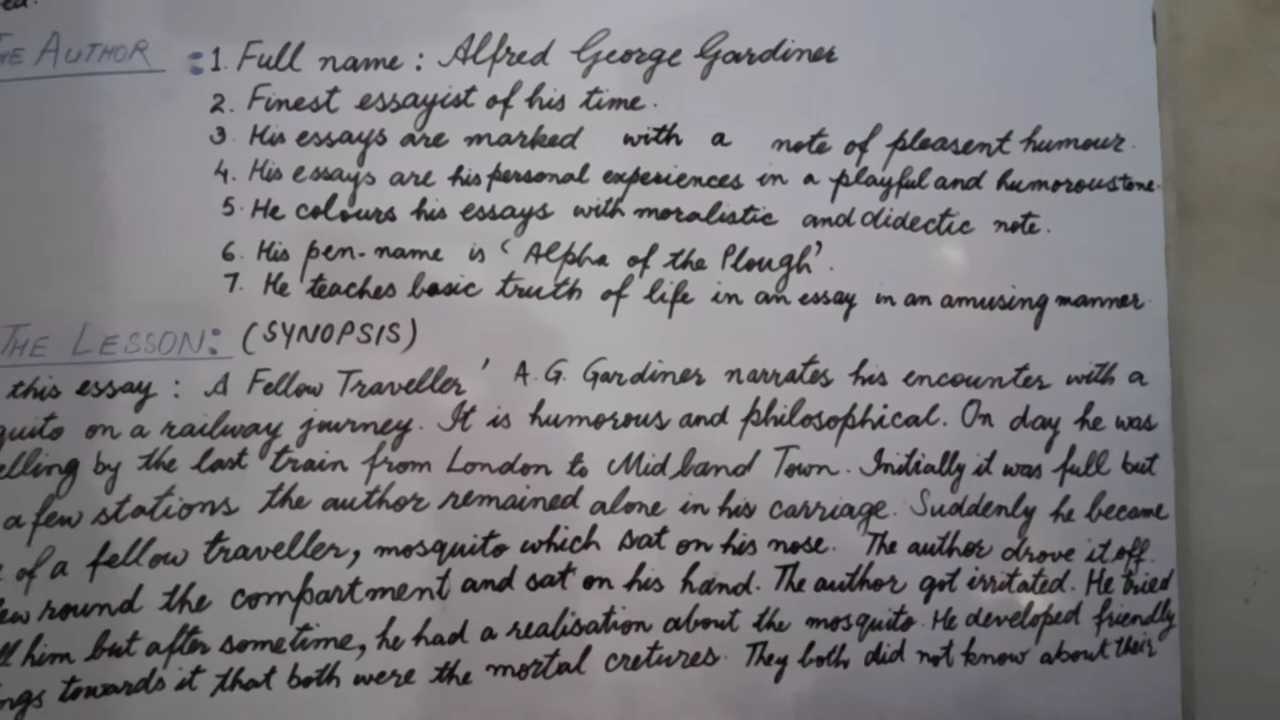 THE AUTHOR :1. Full name : Alfred George Gardiner
2. Finest essayist of his time.
3 His essays are marked with a note of pleasent humour.
4. His essays are his personal experiences in a playful and humorous tone.
5. He colours his essays with moralistic and didectic note.
6. His pen-name is 'Alpha of the Plough'.
7. He teaches basic truth of life in an essay in an amusing manner.
THE LESSON: (SYNOPSIS)
this essay : A Fellow Traveller' A.G. Gardiner narrates his encounter with a
quito on a railway journey. It is humorous and philosophical. On day he was
elling by the last train from London to Midband Town. Initially it was full but
a few stations the author remained alone in his carriage. Suddenly he became
of a fellow traveller, mosquito which sat on his nose. The author drove it off.
ew round the compartment and sat on his hand. The author got irritated. He tried
ll him but after sometime, he had a realisation about the mosquito. He developed friendly
ngs towards it that both were the mortal cretures. They both did not know about their